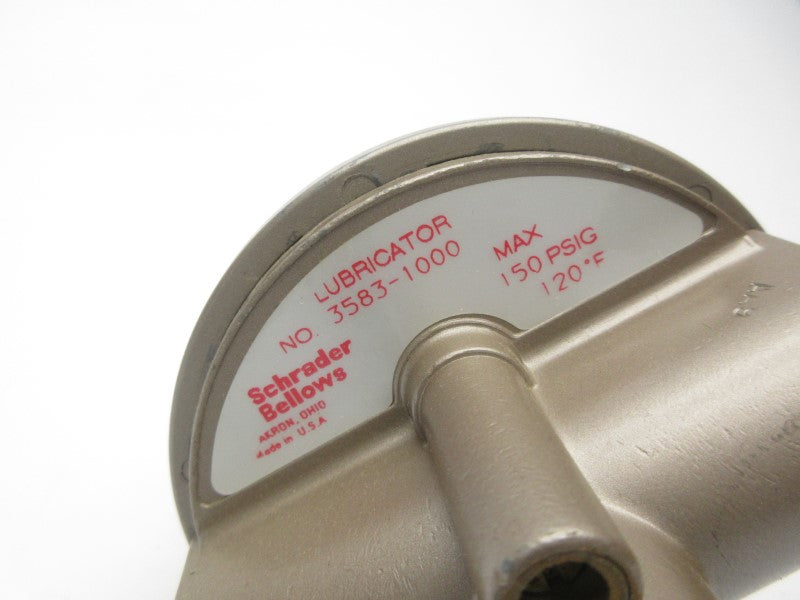 LUBRICATOR
NO. 3583-1000
MAX
150 PSIG
120°F
Schrader
Bellows
AKRON, OHIO
Made in U.S.A